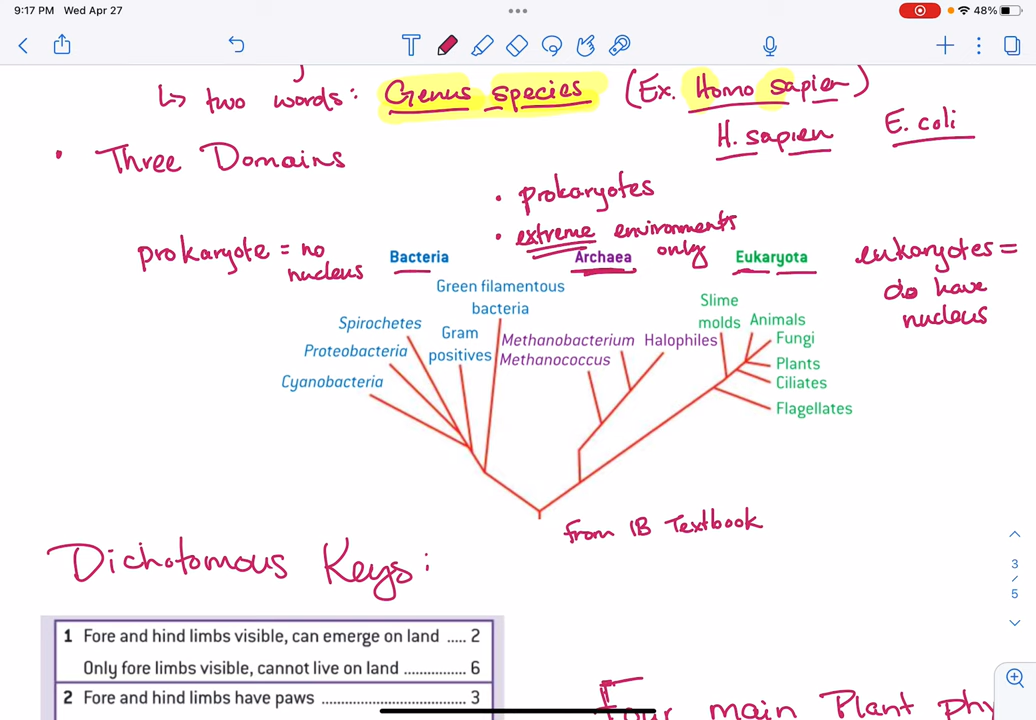 9:17 PM Wed Apr 27
48%
↳ two words: Genus species (Ex. Homo sapien)
H. sapien E. coli
• Three Domains
• prokaryotes
• extreme environments only
prokaryote = no nucleus
eukaryotes = do have nucleus
Bacteria Archaea Eukaryota
Green filamentous
bacteria
Spirochetes
Gram
positives
Proteobacteria
Cyanobacteria
Methanobacterium Halophiles
Methanococcus
Slime
molds
Animals
Fungi
Plants
Ciliates
Flagellates
from IB Textbook
Dichotomous Keys:
3
/
5
1 Fore and hind limbs visible, can emerge on land ..... 2
Only fore limbs visible, cannot live on land ............... 6
2 Fore and hind limbs have paws ................................ 3
Four main Plant phy